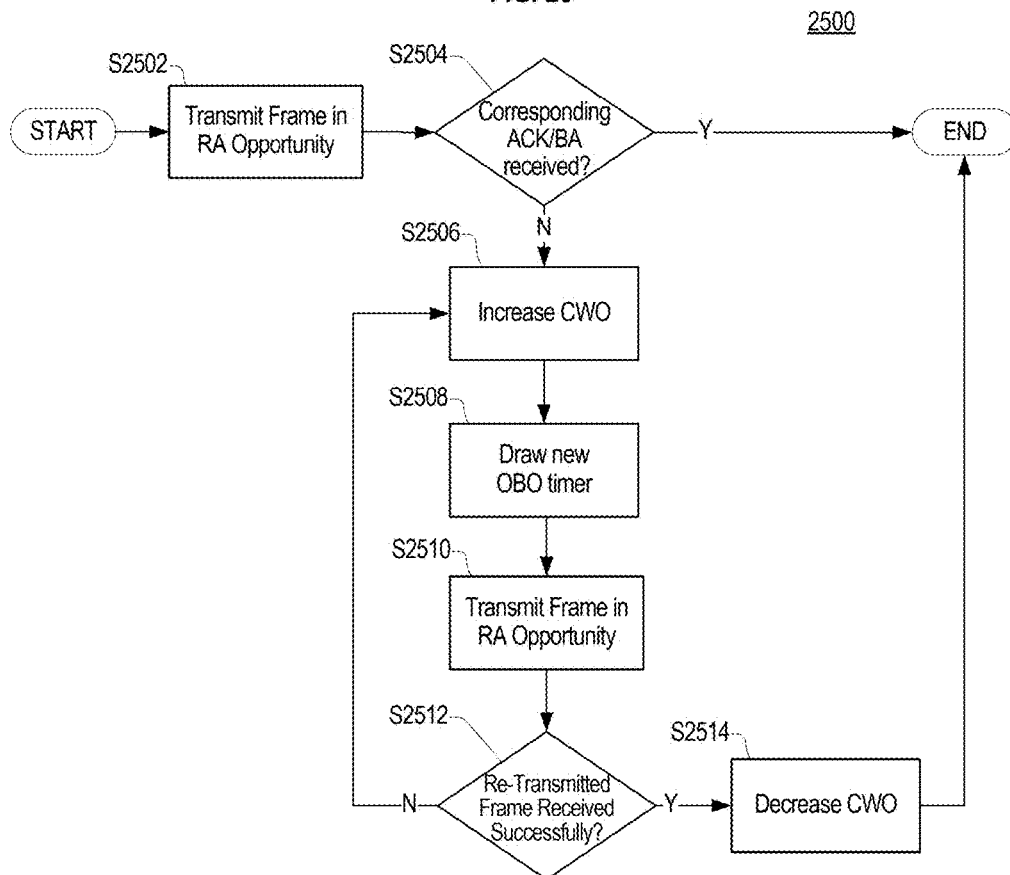 2500
S2502
S2504
START
Transmit Frame in
RA Opportunity
Corresponding
ACK/BA
received?
Y
END
N
S2506
Increase CWO
S2508
Draw new
OBO timer
S2510
Transmit Frame in
RA Opportunity
S2512
S2514
N
Re-Transmitted
Frame Received
Successfully?
Y
Decrease CWO